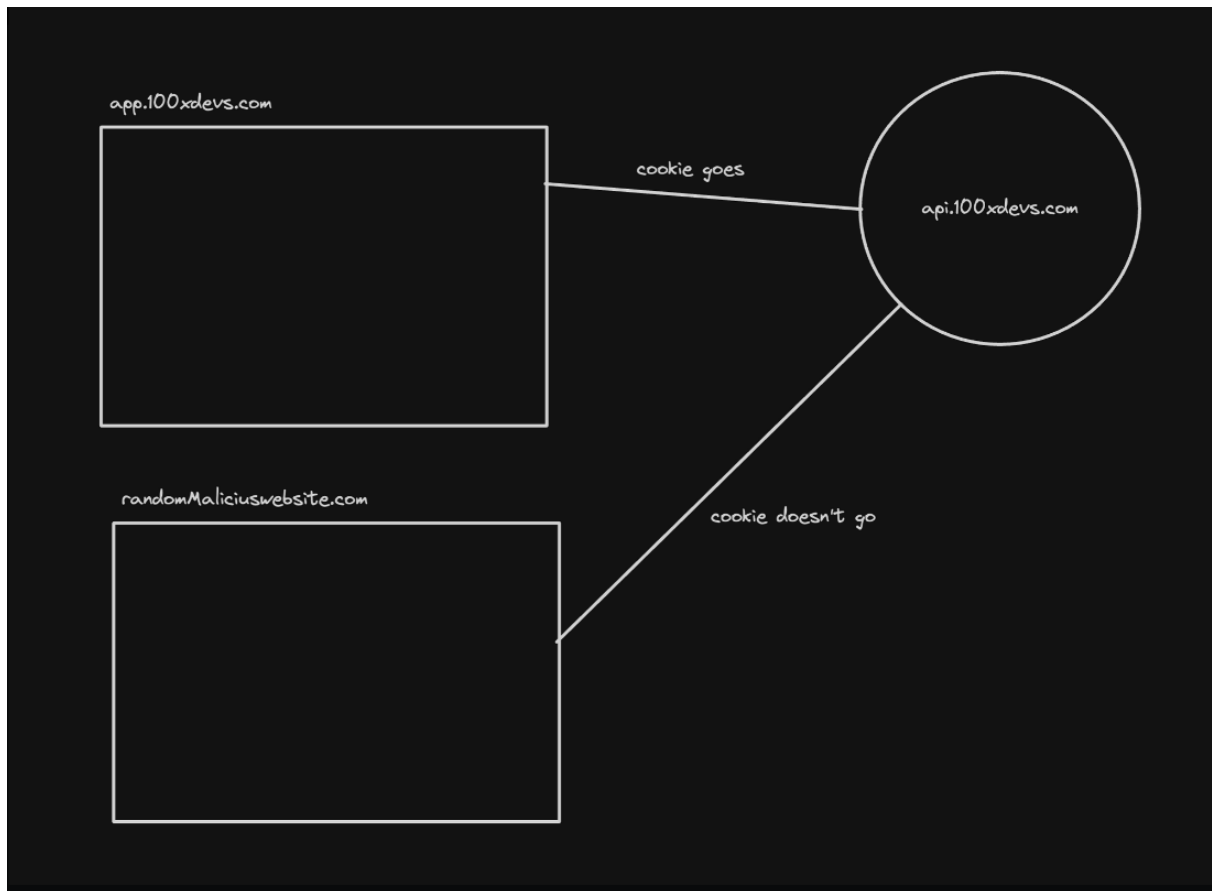 app.100xdevs.com
cookie goes
api.100xdevs.com
randomMaliciuswebsite.com
cookie doesn't go